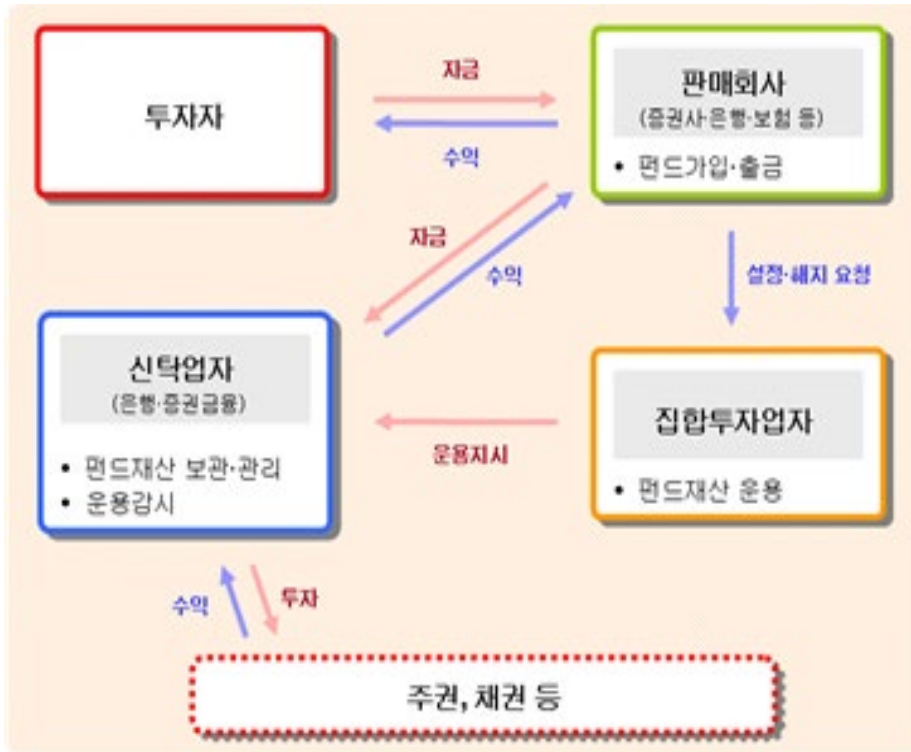 투자자
자금
수익
판매회사
(증권사·은행·보험 등)
• 펀드가입·출금
자금
수익
설정·해지 요청
신탁업자
(은행·증권금융)
• 펀드재산 보관·관리
• 운용감시
운용지시
집합투자업자
• 펀드재산 운용
수익
투자
주권, 채권 등